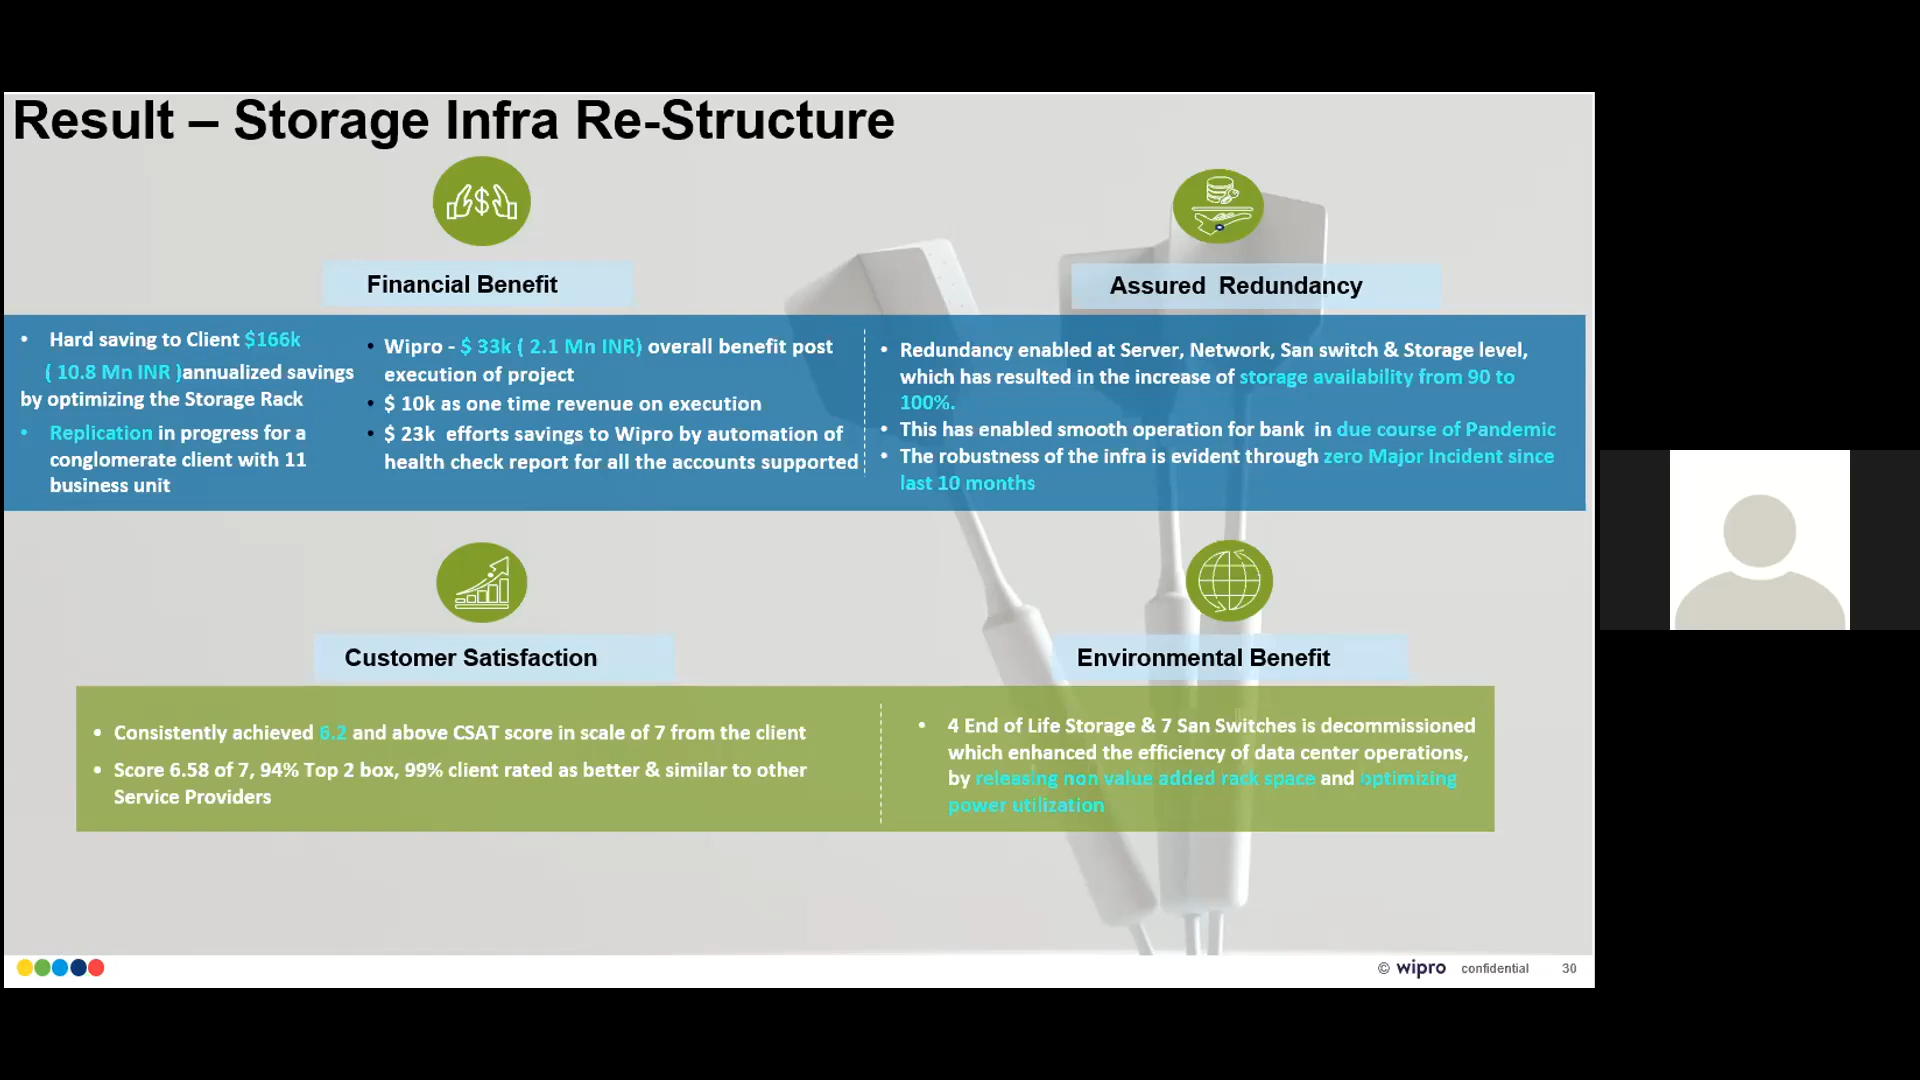 Result – Storage Infra Re-Structure
Financial Benefit
• Hard saving to Client $166k
( 10.8 Mn INR )annualized savings
by optimizing the Storage Rack
• Replication in progress for a
conglomerate client with 11
business unit
• Wipro - $ 33k ( 2.1 Mn INR) overall benefit post
execution of project
• $ 10k as one time revenue on execution
• $ 23k efforts savings to Wipro by automation of
health check report for all the accounts supported
Assured Redundancy
• Redundancy enabled at Server, Network, San switch & Storage level,
which has resulted in the increase of storage availability from 90 to
100%.
• This has enabled smooth operation for bank in due course of Pandemic
• The robustness of the infra is evident through zero Major Incident since
last 10 months
Customer Satisfaction
• Consistently achieved 6.2 and above CSAT score in scale of 7 from the client
• Score 6.58 of 7, 94% Top 2 box, 99% client rated as better & similar to other
Service Providers
Environmental Benefit
• 4 End of Life Storage & 7 San Switches is decommissioned
which enhanced the efficiency of data center operations,
by releasing non value added rack space and optimizing
power utilization
© wipro confidential 30